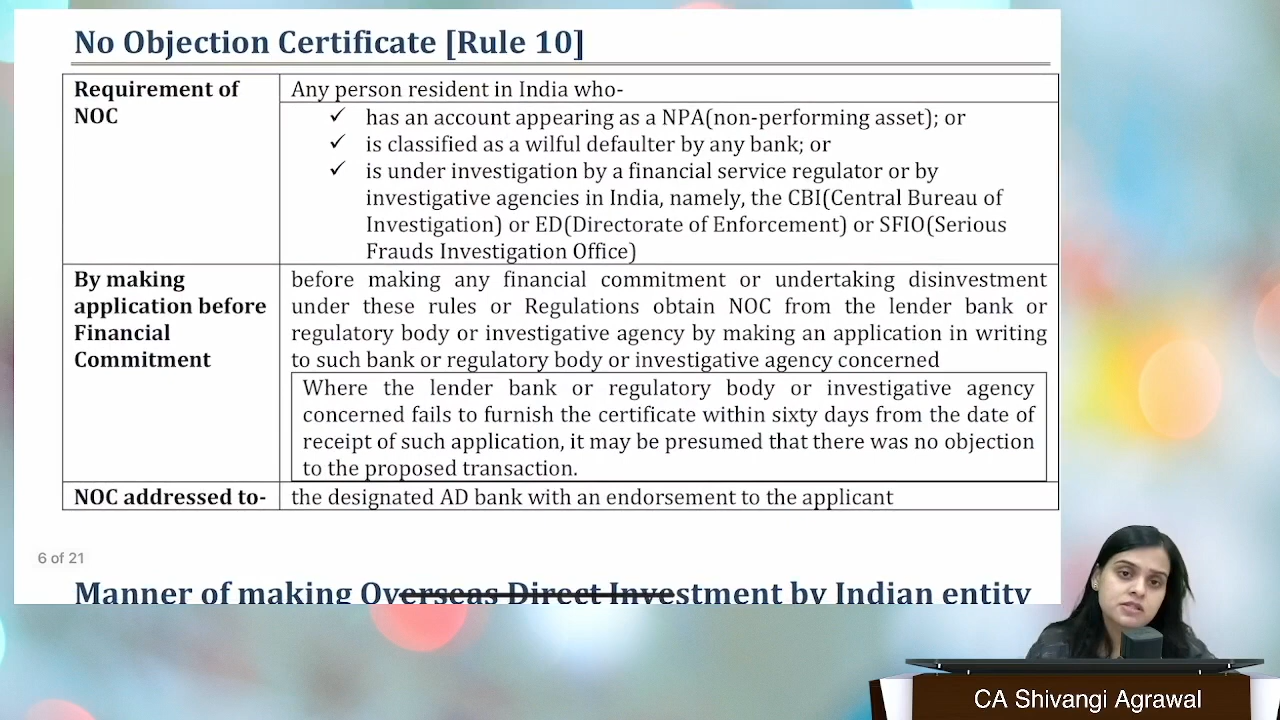 No Objection Certificate [Rule 10]
Requirement of
NOC
Any person resident in India who-
✓ has an account appearing as a NPA(non-performing asset); or
✓ is classified as a wilful defaulter by any bank; or
✓ is under investigation by a financial service regulator or by
investigative agencies in India, namely, the CBI(Central Bureau of
Investigation) or ED(Directorate of Enforcement) or SFIO(Serious
Frauds Investigation Office)
By making
application before
Financial
Commitment
before making any financial commitment or undertaking disinvestment
under these rules or Regulations obtain NOC from the lender bank or
regulatory body or investigative agency by making an application in writing
to such bank or regulatory body or investigative agency concerned
Where the lender bank or regulatory body or investigative agency
concerned fails to furnish the certificate within sixty days from the date of
receipt of such application, it may be presumed that there was no objection
to the proposed transaction.
NOC addressed to-
the designated AD bank with an endorsement to the applicant
6 of 21
Manner of making Overseas Direct Investment by Indian entity
CA Shivangi Agrawal